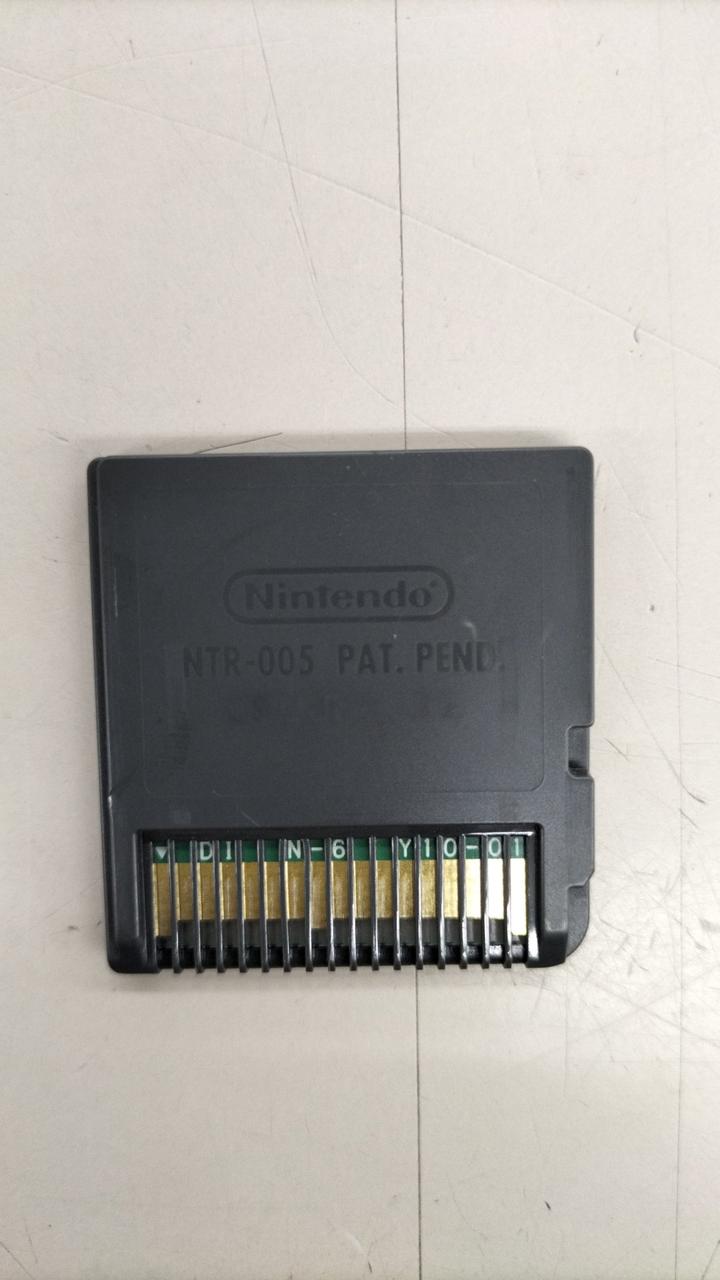 Nintendo®
NTR-005 PAT. PEND.
▼ DI N-6 Y10-01